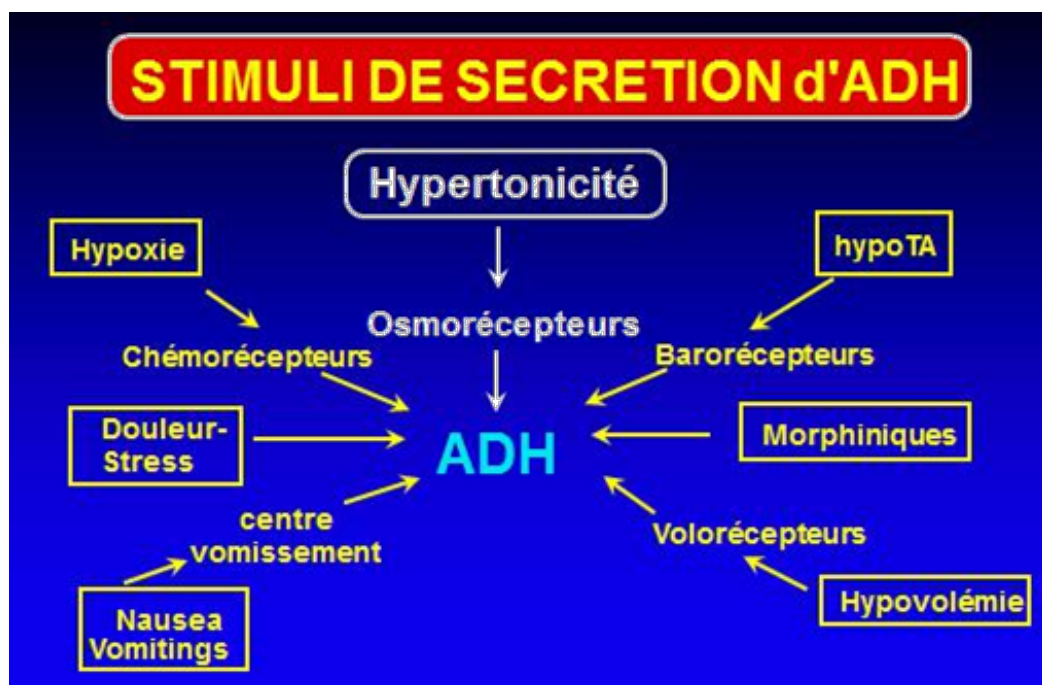 STIMULI DE SECRETION d'ADH
Hypertonicité
Hypoxie
hypoTA
Osmorécepteurs
Chémorécepteurs
Barorécepteurs
Douleur-
Stress
ADH
Morphiniques
centre
vomissement
Volorécepteurs
Nausea
Vomitings
Hypovolémie